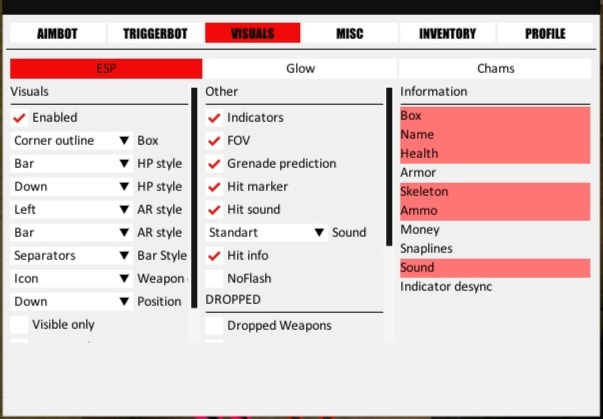 AIMBOT TRIGGERBOT VISUALS MISC INVENTORY PROFILE
ESP Glow Chams
Visuals
Enabled
Corner outline Box
Bar HP style
Down HP style
Left AR style
Bar AR style
Separators Bar Style
Icon Weapon
Down Position
Visible only
Other
Indicators
FOV
Grenade prediction
Hit marker
Hit sound
Standart Sound
Hit info
NoFlash
DROPPED
Dropped Weapons
Information
Box
Name
Health
Armor
Skeleton
Ammo
Money
Snaplines
Sound
Indicator desync